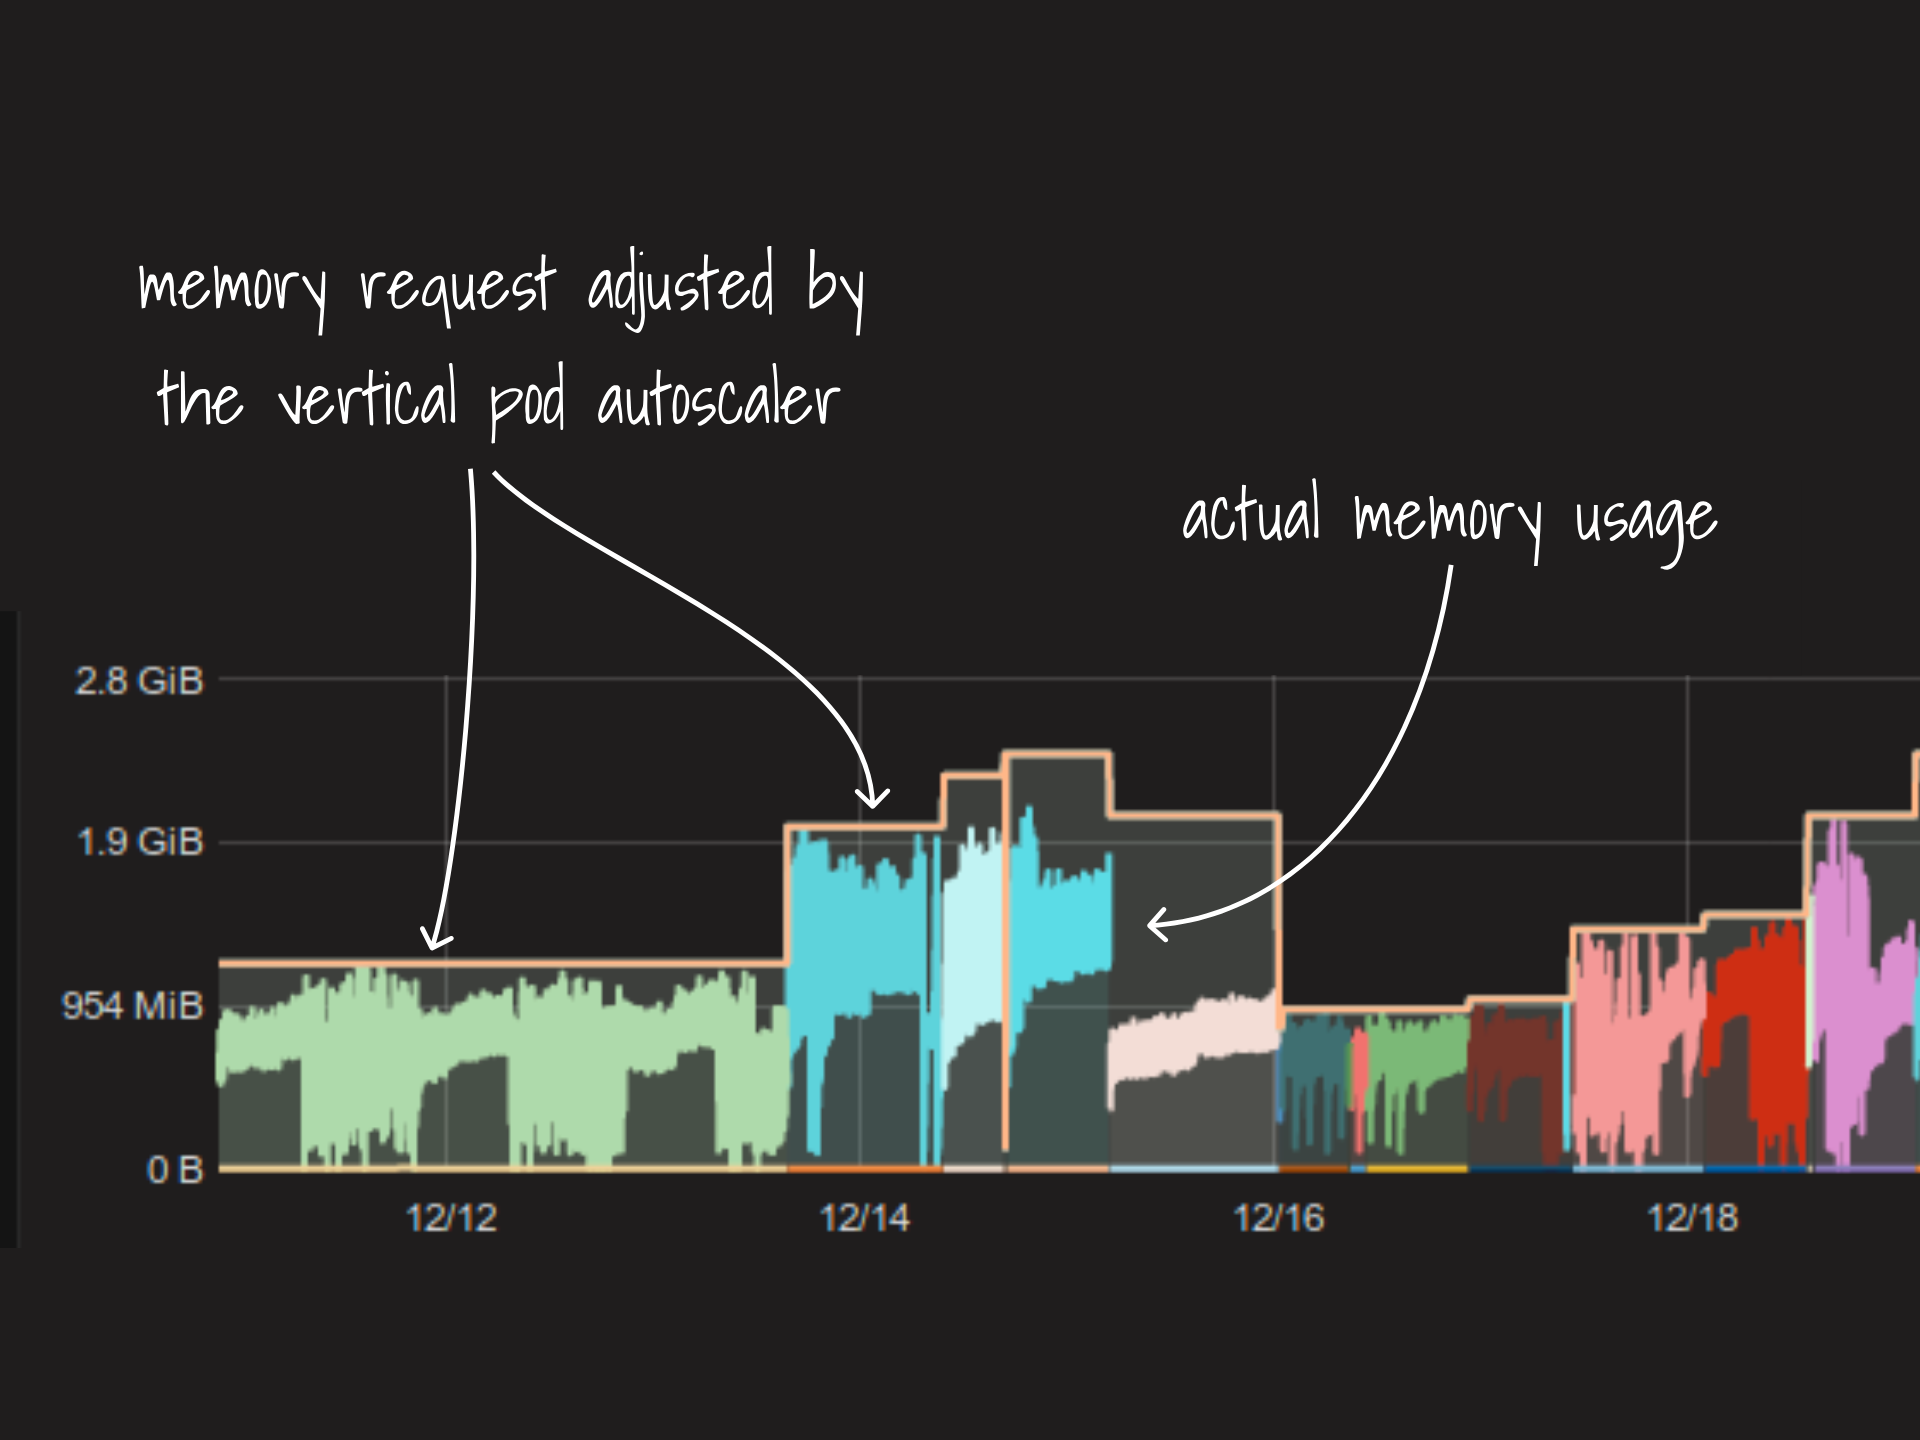 memory request adjusted by
the vertical pod autoscaler
actual memory usage
2.8 GiB
1.9 GiB
954 MiB
0 B
12/12
12/14
12/16
12/18